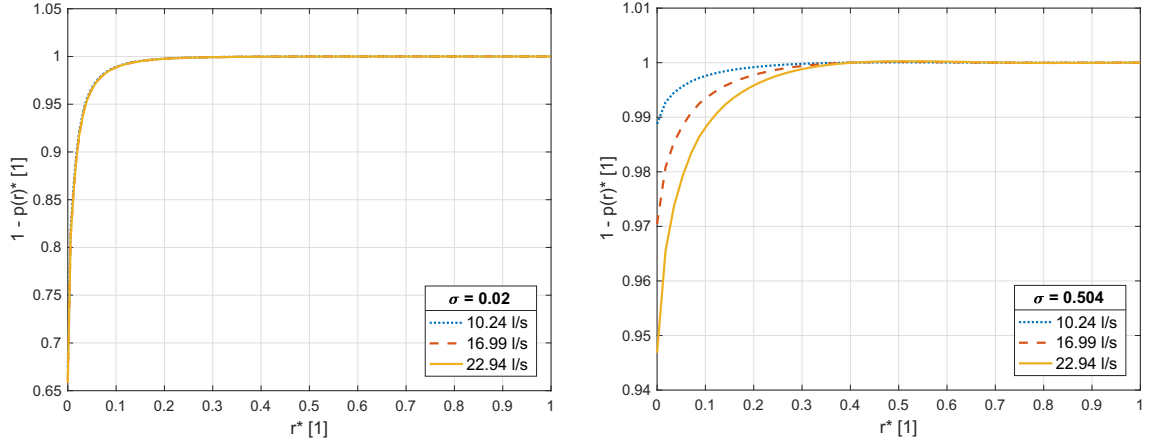 1
0.95
0.9
0.85
0.8
0.75
0.7
0.65
1 - p(r)* [1]
0 0.1 0.2 0.3 0.4 0.5 0.6 0.7 0.8 0.9 1
r* [1]
σ = 0.02
10.24 l/s
16.99 l/s
22.94 l/s
1.01
1
0.99
0.98
0.97
0.96
0.95
0.94
1 - p(r)* [1]
0 0.1 0.2 0.3 0.4 0.5 0.6 0.7 0.8 0.9 1
r* [1]
σ = 0.504
10.24 l/s
16.99 l/s
22.94 l/s